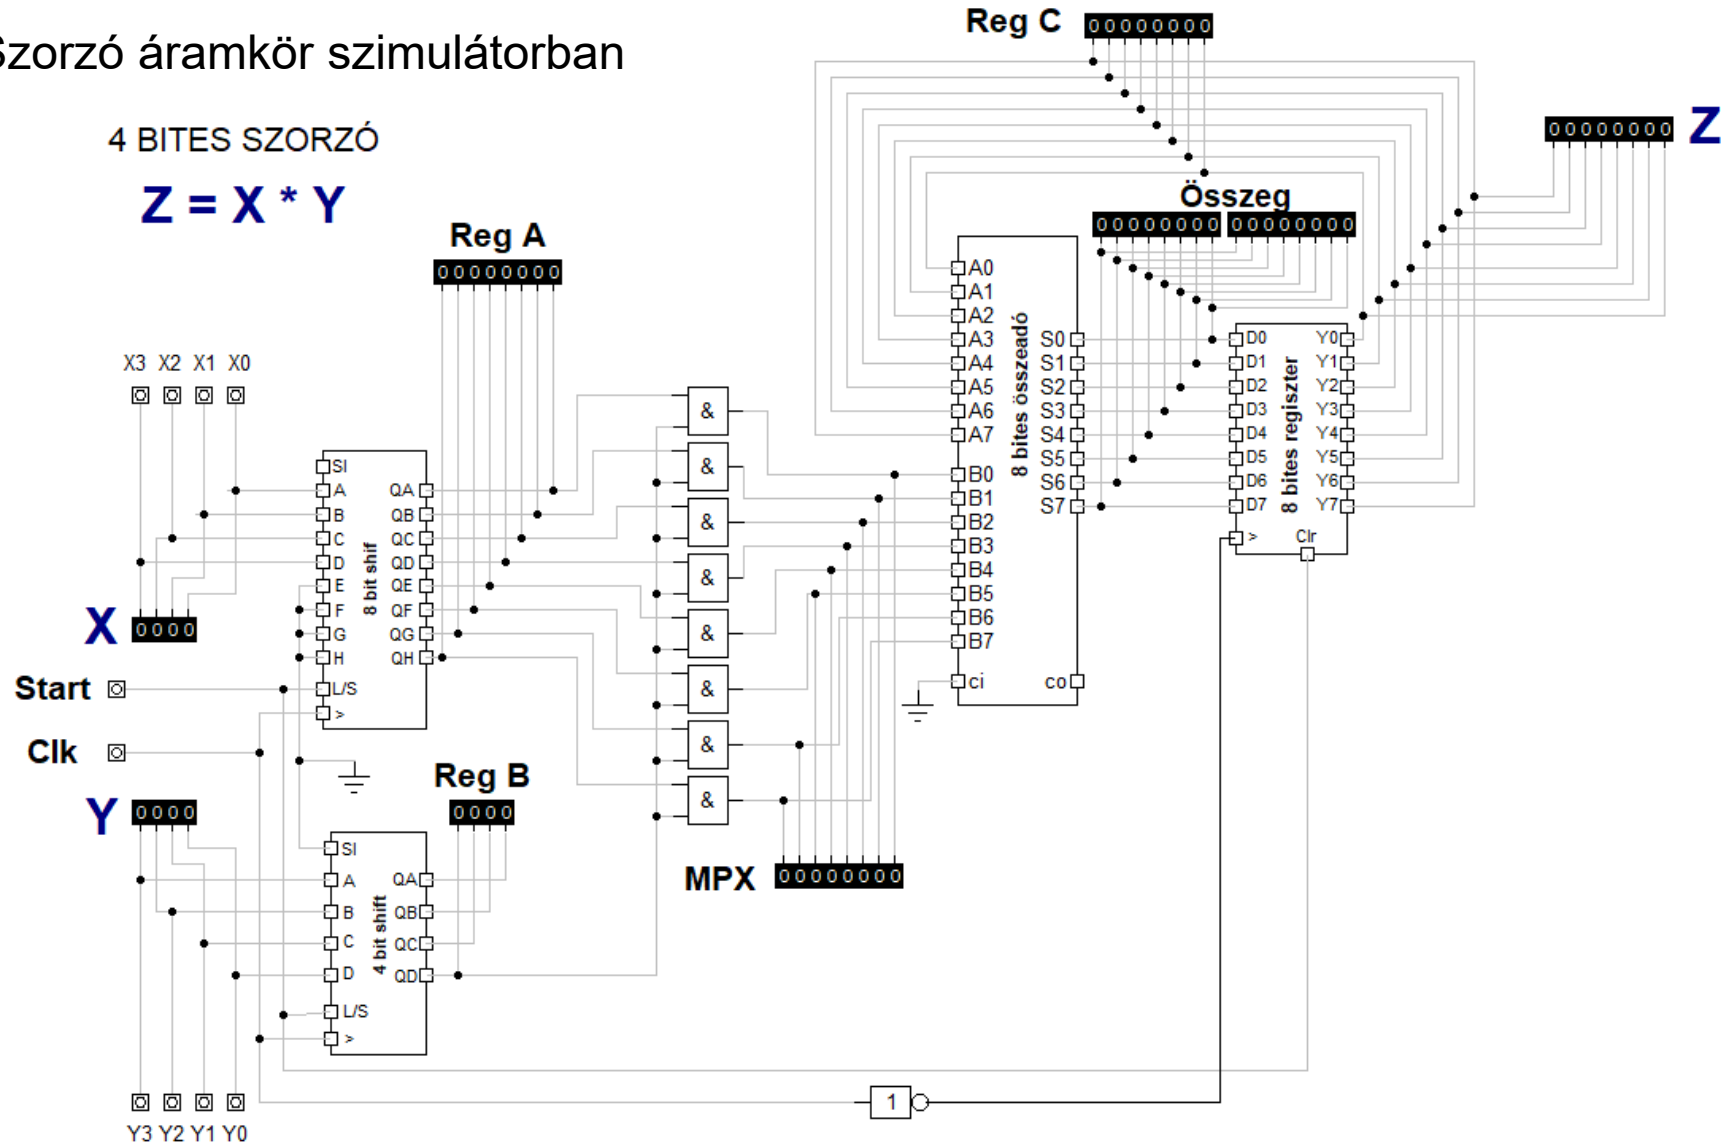 Szorzó áramkör szimulátorban
4 BITES SZORZÓ
Z = X * Y
Reg C 00000000
00000000 Z
Összeg
00000000 00000000
Reg A
00000000
X3 X2 X1 X0
X 0000
Start
Clk
Y 0000
Y3 Y2 Y1 Y0
8 bit shif
SI
A QA
B QB
C QC
D QD
E QE
F QF
G QG
H QH
L/S
>
Reg B
0000
4 bit shift
SI
A QA
B QB
C QC
D QD
L/S
>
&
&
&
&
&
&
&
&
MPX 00000000
8 bites összeadó
A0
A1
A2
A3 S0
A4 S1
A5 S2
A6 S3
A7 S4
S5
B0 S6
B1 S7
B2
B3
B4
B5
B6
B7
ci co
8 bites regiszter
D0 Y0
D1 Y1
D2 Y2
D3 Y3
D4 Y4
D5 Y5
D6 Y6
D7 Y7
> Clr
1